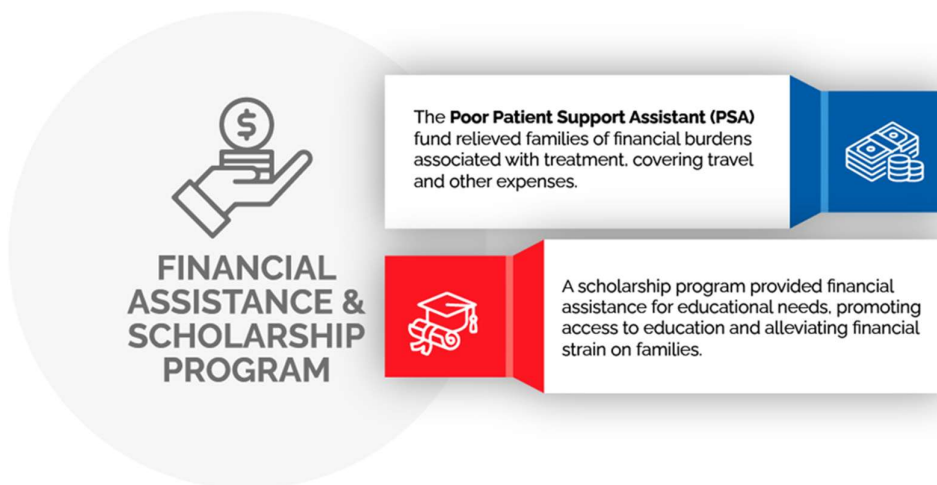 FINANCIAL
ASSISTANCE &
SCHOLARSHIP
PROGRAM
The Poor Patient Support Assistant (PSA)
fund relieved families of financial burdens
associated with treatment, covering travel
and other expenses.
A scholarship program provided financial
assistance for educational needs, promoting
access to education and alleviating financial
strain on families.